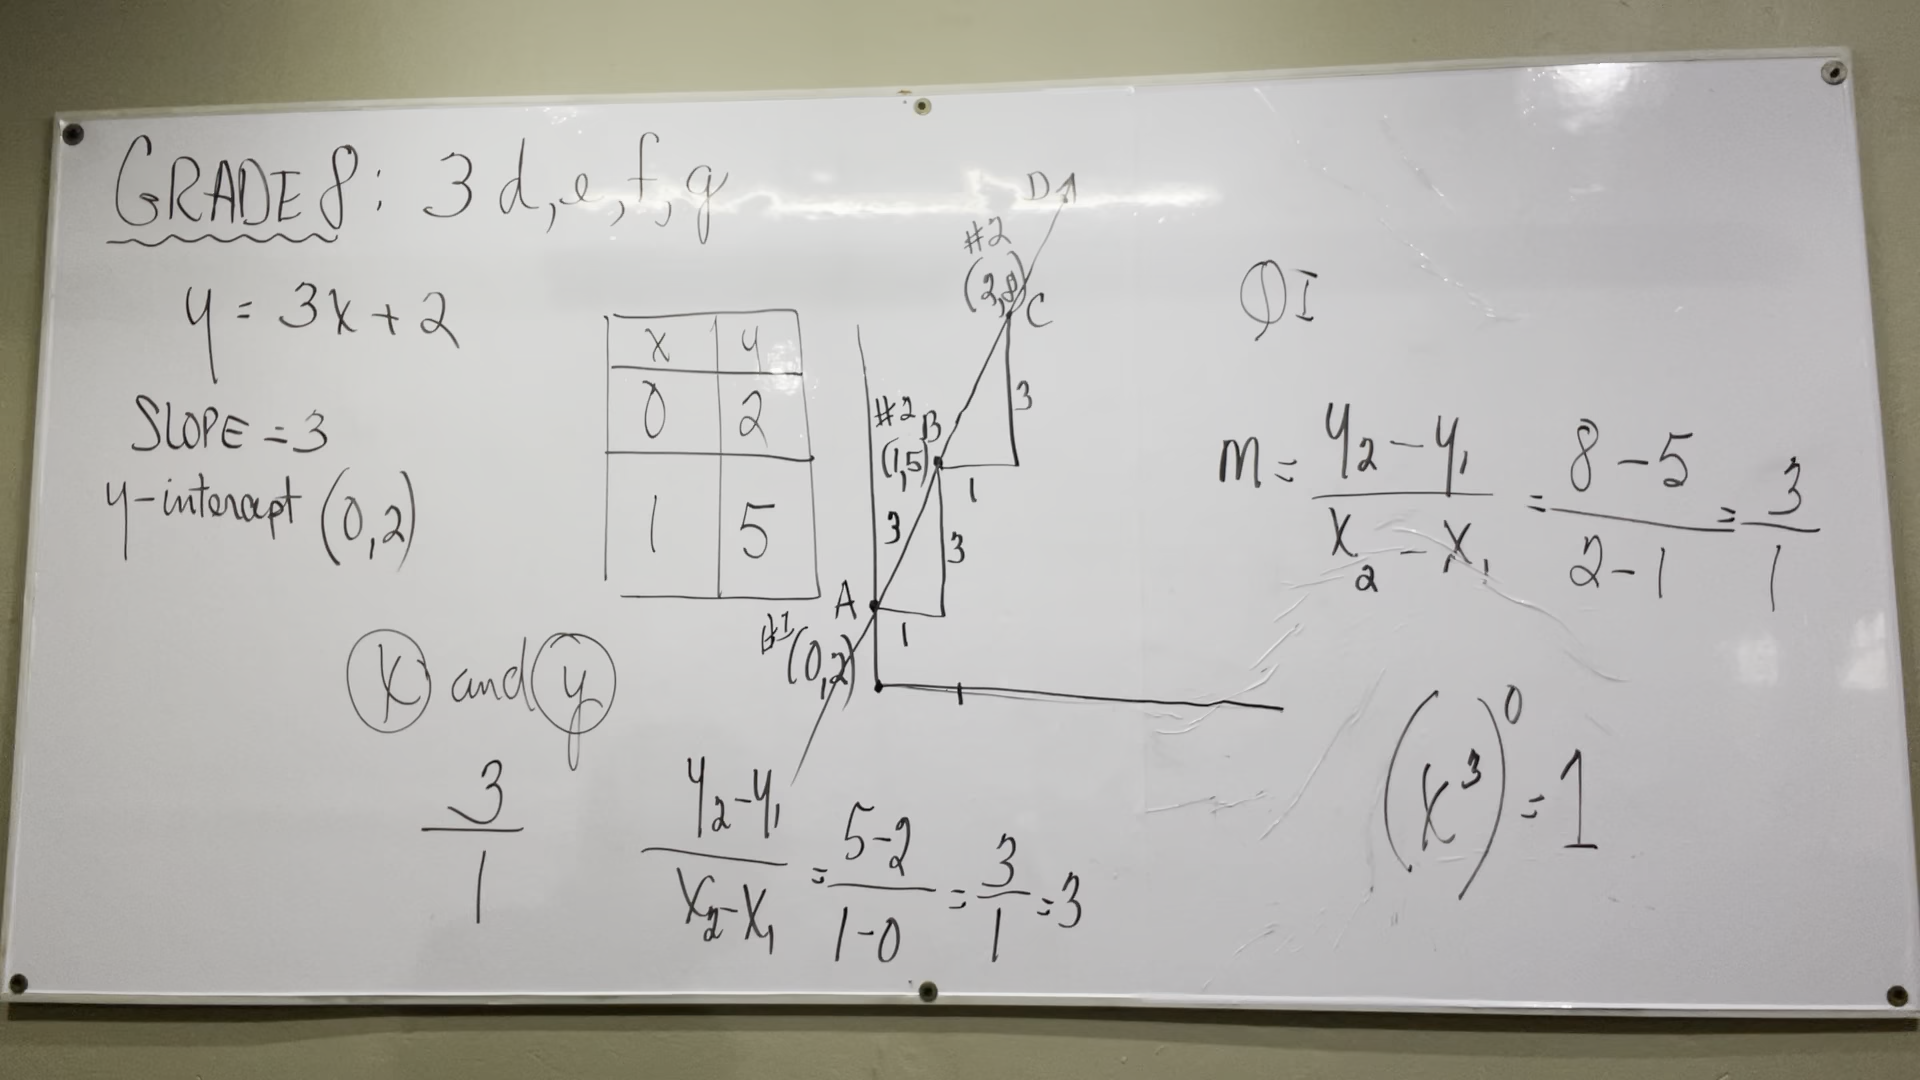 GRADE 8: 3 d,e,f,g
y = 3x + 2
SLOPE = 3
y-intercept (0,2)
x y
0 2
1 5
x and y
3
1
D
#2
(2,8)
C
3
#2
B
(1,5)
1
3
3
A
1
#1
(0,2)
y2-y1
x2-x1
=
5-2
1-0
=
3
1
=3
QI
m =
y2 - y1
x2 - x1
=
8-5
2-1
=
3
1
(x³)⁰ = 1